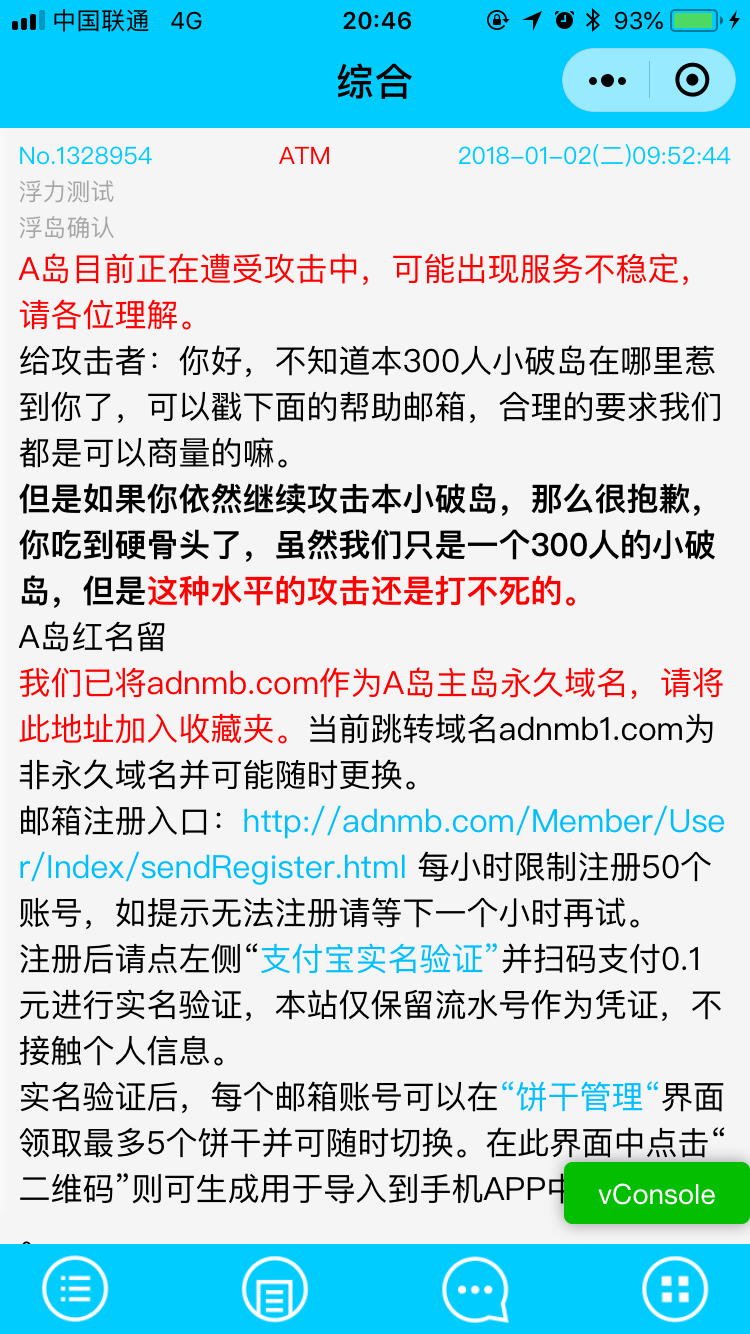 中国联通 4G 20:46 93%
综合
No.1328954 ATM 2018-01-02(二)09:52:44
浮力测试
浮岛确认
A岛目前正在遭受攻击中，可能出现服务不稳定，
请各位理解。
给攻击者：你好，不知道本300人小破岛在哪里惹
到你了，可以戳下面的帮助邮箱，合理的要求我们
都是可以商量的嘛。
但是如果你依然继续攻击本小破岛，那么很抱歉，
你吃到硬骨头了，虽然我们只是一个300人的小破
岛，但是这种水平的攻击还是打不死的。
A岛红名留
我们已将adnmb.com作为A岛主岛永久域名，请将
此地址加入收藏夹。当前跳转域名adnmb1.com为
非永久域名并可能随时更换。
邮箱注册入口：http://adnmb.com/Member/Use
r/Index/sendRegister.html 每小时限制注册50个
账号，如提示无法注册请等下一个小时再试。
注册后请点左侧“支付宝实名验证”并扫码支付0.1
元进行实名验证，本站仅保留流水号作为凭证，不
接触个人信息。
实名验证后，每个邮箱账号可以在“饼干管理“界面
领取最多5个饼干并可随时切换。在此界面中点击“
二维码”则可生成用于导入到手机APP中
vConsole